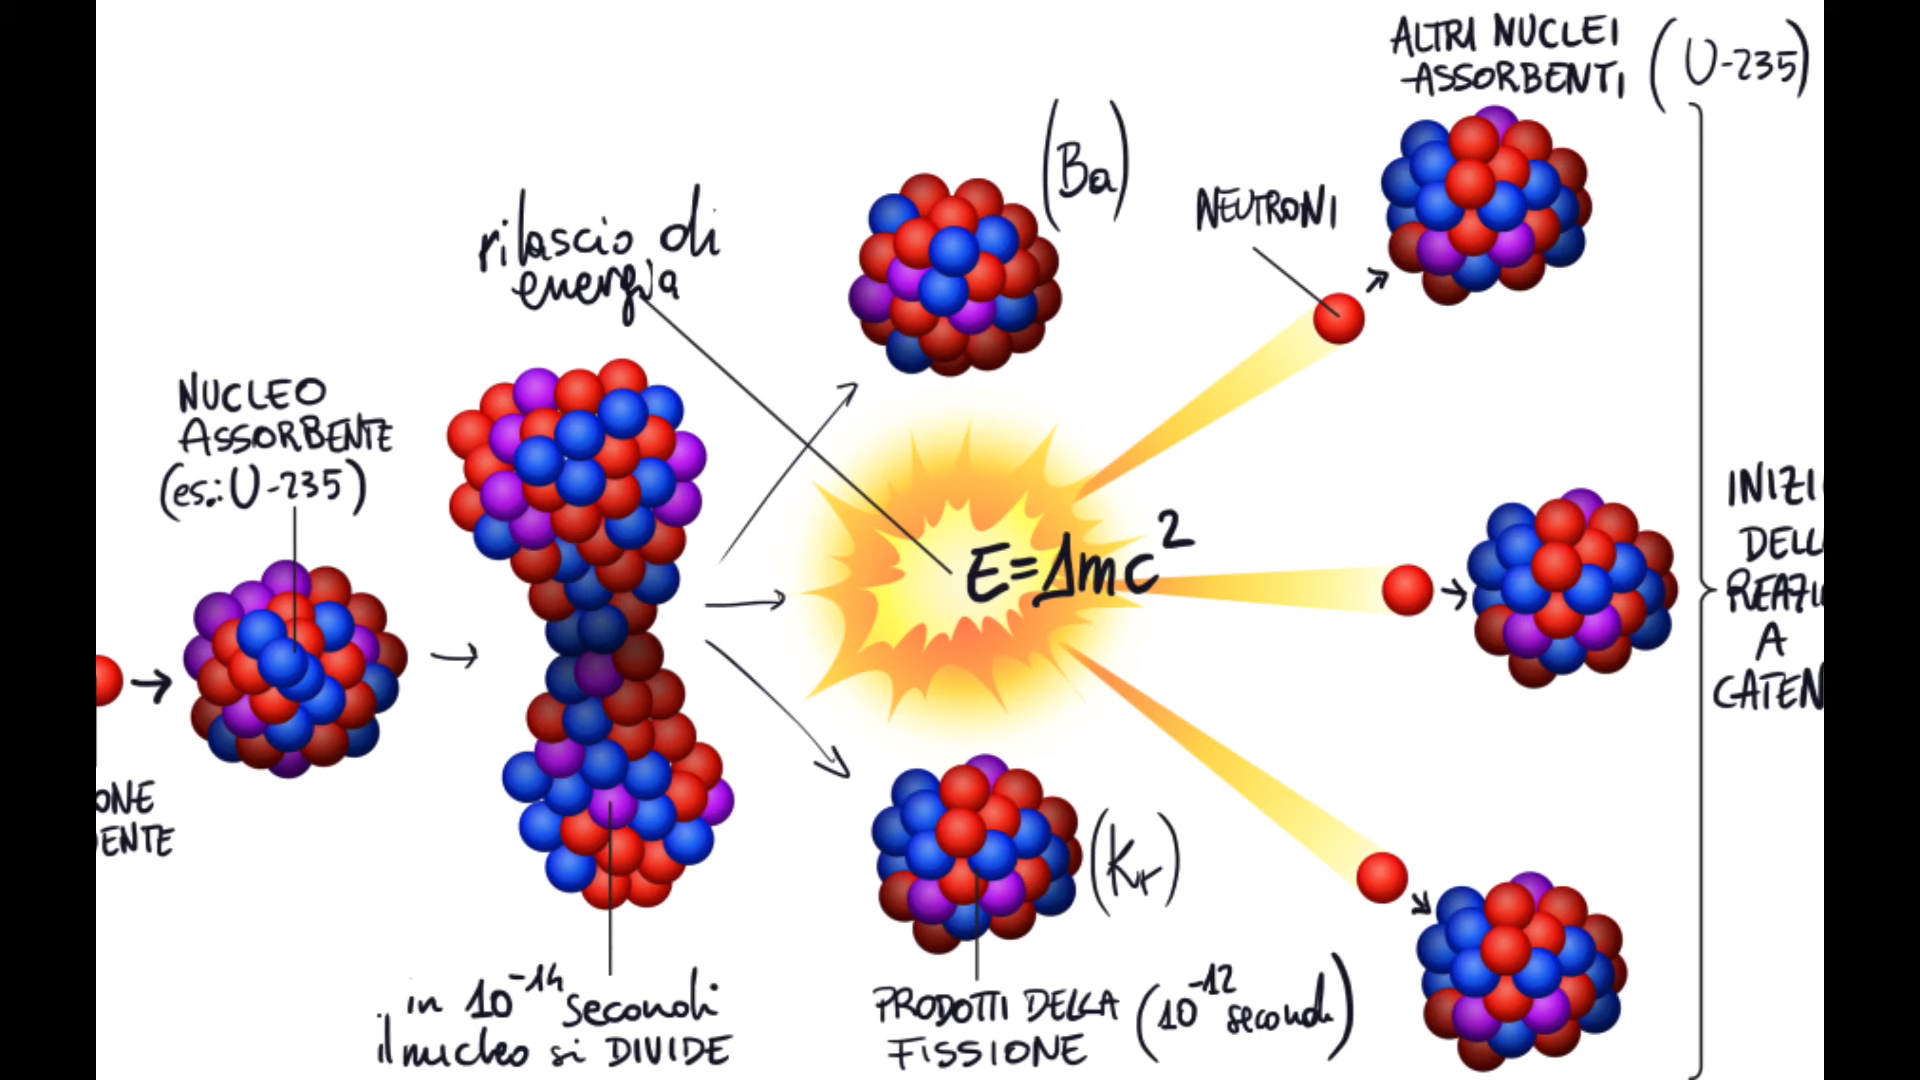 ALTRI NUCLEI
ASSORBENTI (U-235)
(Ba)
NEUTRONI
rilascio di
energia
NUCLEO
ASSORBENTE
(es.: U-235)
E=Δmc²
INIZI
DELL
REAZI
A
CATEN
ONE
ENTE
(Kr)
in 10⁻¹⁴ secondi
il nucleo si DIVIDE
PRODOTTI DELLA
FISSIONE
(10⁻¹² secondi)